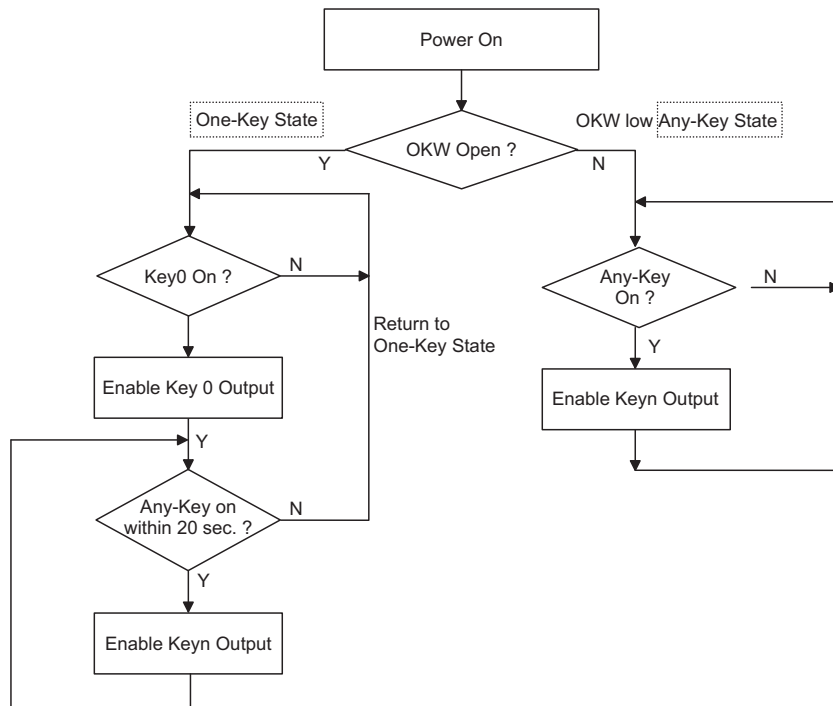 Power On
One-Key State
OKW low Any-Key State
OKW Open ?
Y
N
Key0 On ?
N
Any-Key
On ?
N
Return to
One-Key State
Y
Enable Key 0 Output
Enable Keyn Output
Y
Any-Key on
within 20 sec. ?
N
Y
Enable Keyn Output